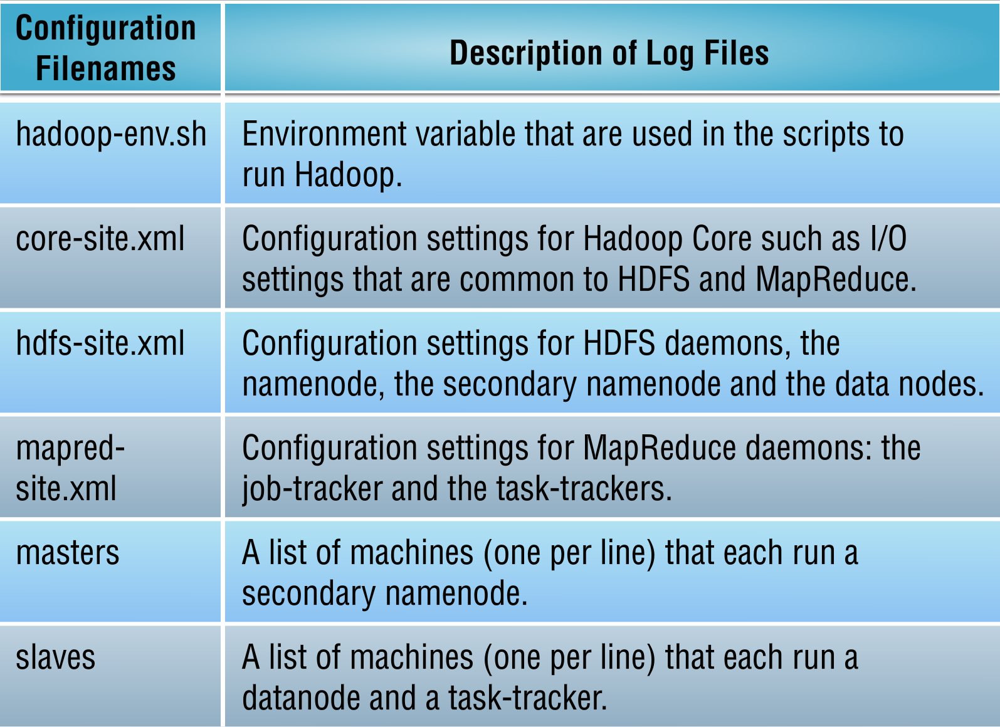 Configuration
Filenames
Description of Log Files
hadoop-env.sh
Environment variable that are used in the scripts to
run Hadoop.
core-site.xml
Configuration settings for Hadoop Core such as I/O
settings that are common to HDFS and MapReduce.
hdfs-site.xml
Configuration settings for HDFS daemons, the
namenode, the secondary namenode and the data nodes.
mapred-
site.xml
Configuration settings for MapReduce daemons: the
job-tracker and the task-trackers.
masters
A list of machines (one per line) that each run a
secondary namenode.
slaves
A list of machines (one per line) that each run a
datanode and a task-tracker.